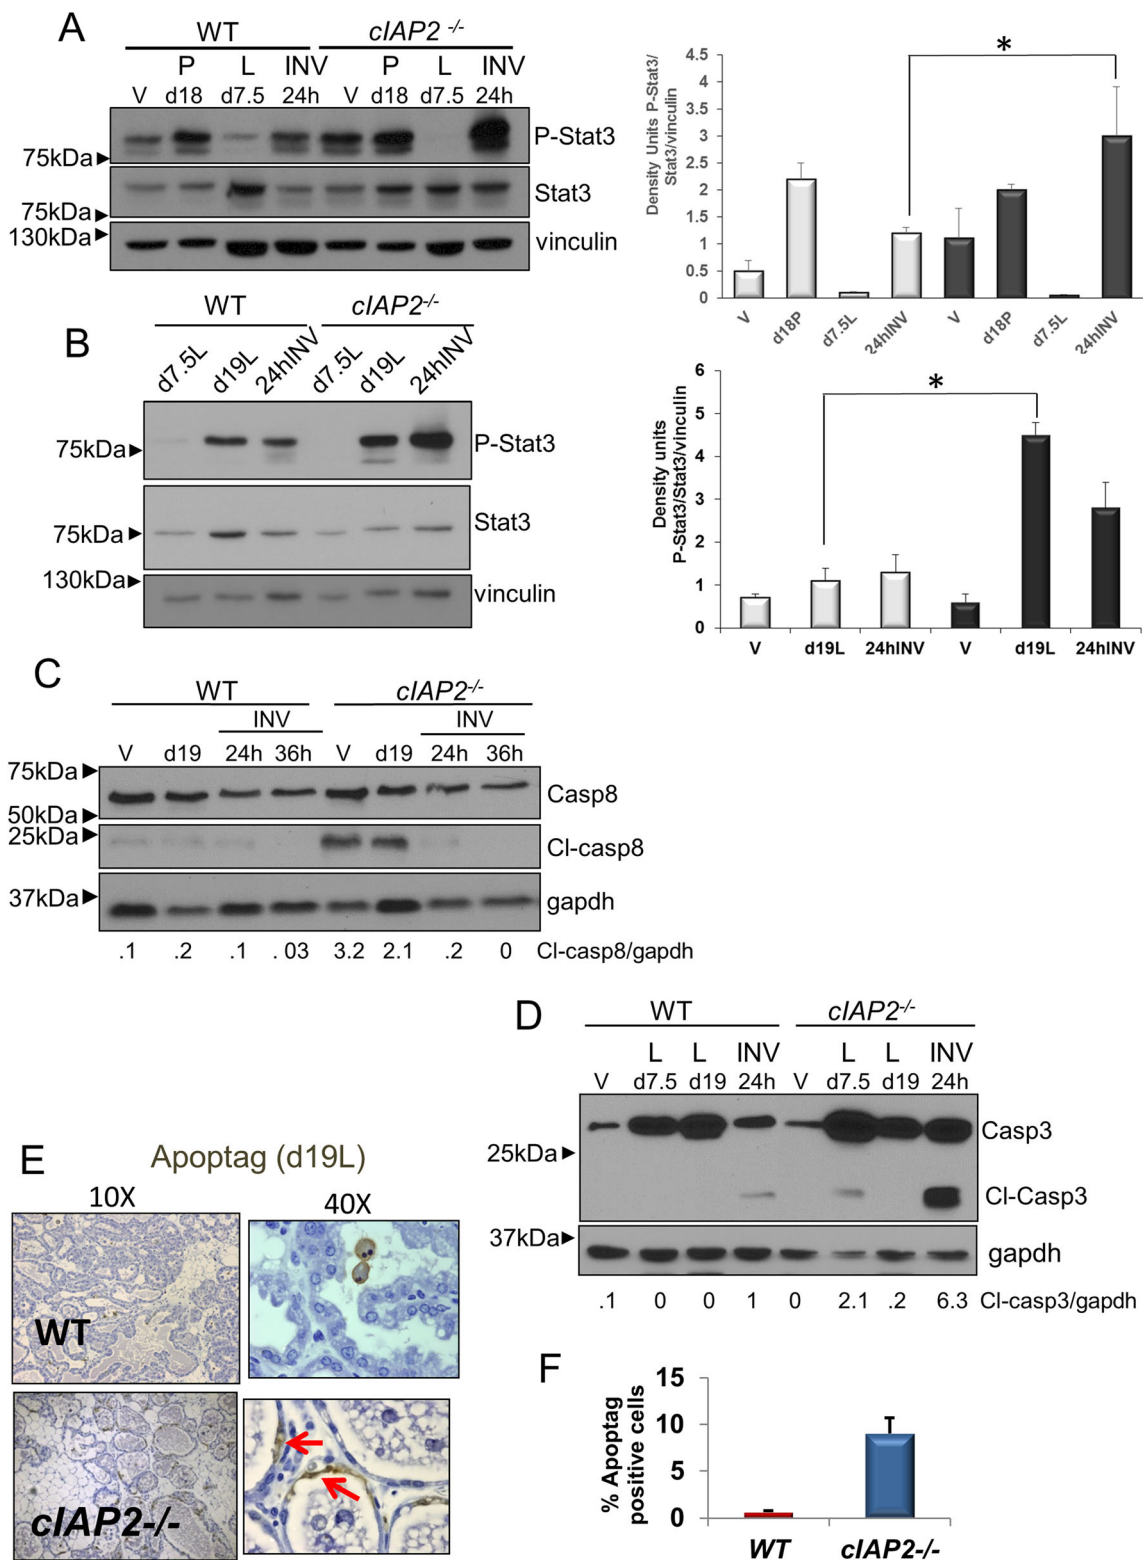 A
WT cIAP2 -/-
P L INV P L INV
V d18 d7.5 24h V d18 d7.5 24h
P-Stat3
75kDa
Stat3
75kDa
130kDa
vinculin
*
Density Units P-Stat3/
Stat3/vinculin
4.5
4
3.5
3
2.5
2
1.5
1
0.5
0
V d18P d7.5L 24hINV V d18P d7.5L 24hINV
B
WT cIAP2-/-
d7.5L d19L 24hINV d7.5L d19L 24hINV
75kDa
P-Stat3
75kDa
Stat3
130kDa
vinculin
*
Density units
P-Stat3/Stat3/vinculin
6
5
4
3
2
1
0
V d19L 24hINV V d19L 24hINV
C
WT cIAP2-/-
INV INV
V d19 24h 36h V d19 24h 36h
75kDa
Casp8
50kDa
25kDa
Cl-casp8
37kDa
gapdh
.1 .2 .1 .03 3.2 2.1 .2 0 Cl-casp8/gapdh
D
WT cIAP2-/-
L L INV L L INV
V d7.5 d19 24h V d7.5 d19 24h
Casp3
25kDa
Cl-Casp3
37kDa
gapdh
.1 0 0 1 0 2.1 .2 6.3 Cl-casp3/gapdh
E
Apoptag (d19L)
10X 40X
WT
cIAP2-/-
F
% Apoptag
positive cells
15
10
5
0
WT cIAP2-/-